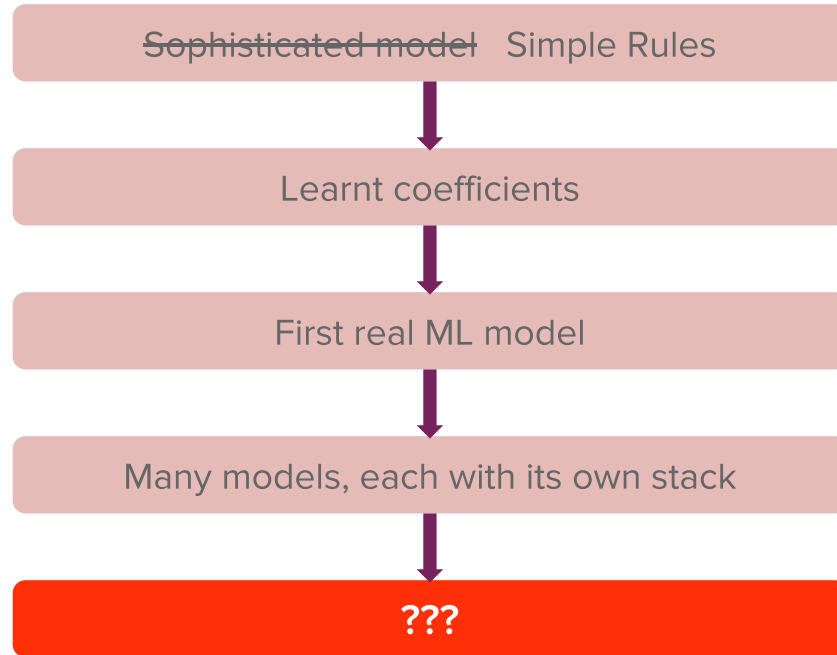 Sophisticated model Simple Rules
Learnt coefficients
First real ML model
Many models, each with its own stack
???